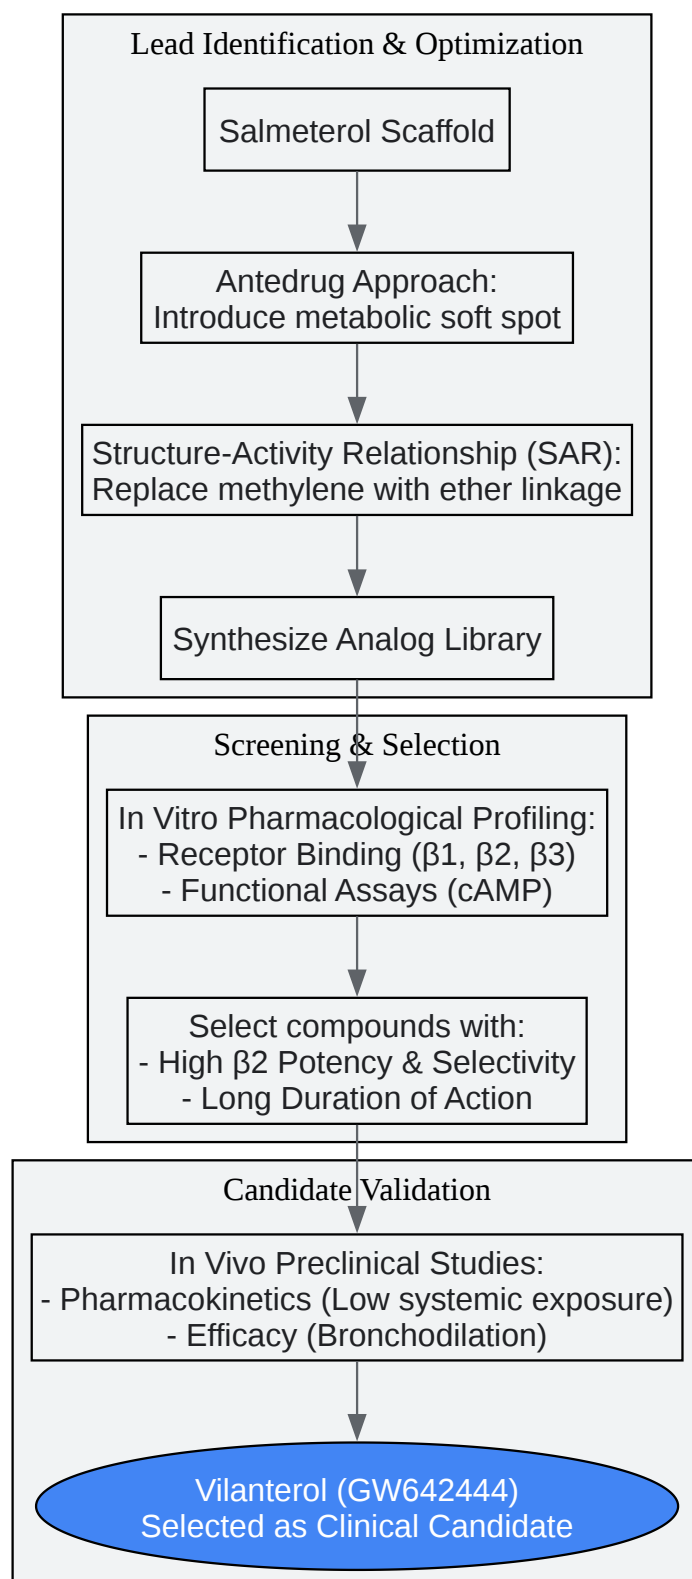 Lead Identification & Optimization
Salmeterol Scaffold
Antedrug Approach:
Introduce metabolic soft spot
Structure-Activity Relationship (SAR):
Replace methylene with ether linkage
Synthesize Analog Library
Screening & Selection
In Vitro Pharmacological Profiling:
- Receptor Binding (β1, β2, β3)
- Functional Assays (cAMP)
Select compounds with:
- High β2 Potency & Selectivity
- Long Duration of Action
Candidate Validation
In Vivo Preclinical Studies:
- Pharmacokinetics (Low systemic exposure)
- Efficacy (Bronchodilation)
Vilanterol (GW642444)
Selected as Clinical Candidate